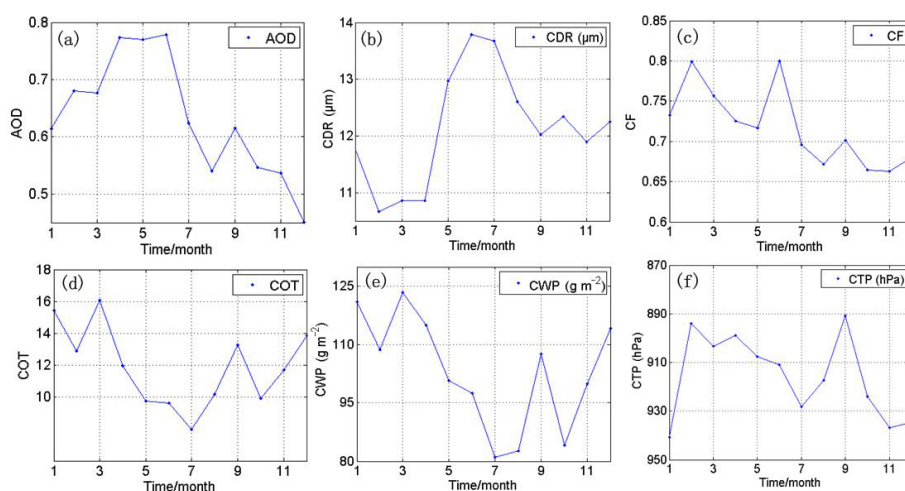 (a)
AOD
0.8
0.7
0.6
0.5
AOD
1 3 5 7 9 11
Time/month
(b)
CDR (μm)
14
13
12
11
CDR (μm)
1 3 5 7 9 11
Time/month
(c)
CF
0.85
0.8
0.75
0.7
0.65
0.6
CF
1 3 5 7 9 11
Time/month
(d)
COT
18
16
14
12
10
COT
1 3 5 7 9 11
Time/month
(e)
CWP (g m⁻²)
125
110
95
80
CWP (g m⁻²)
1 3 5 7 9 11
Time/month
(f)
CTP (hPa)
870
890
910
930
950
CTP (hPa)
1 3 5 7 9 11
Time/month